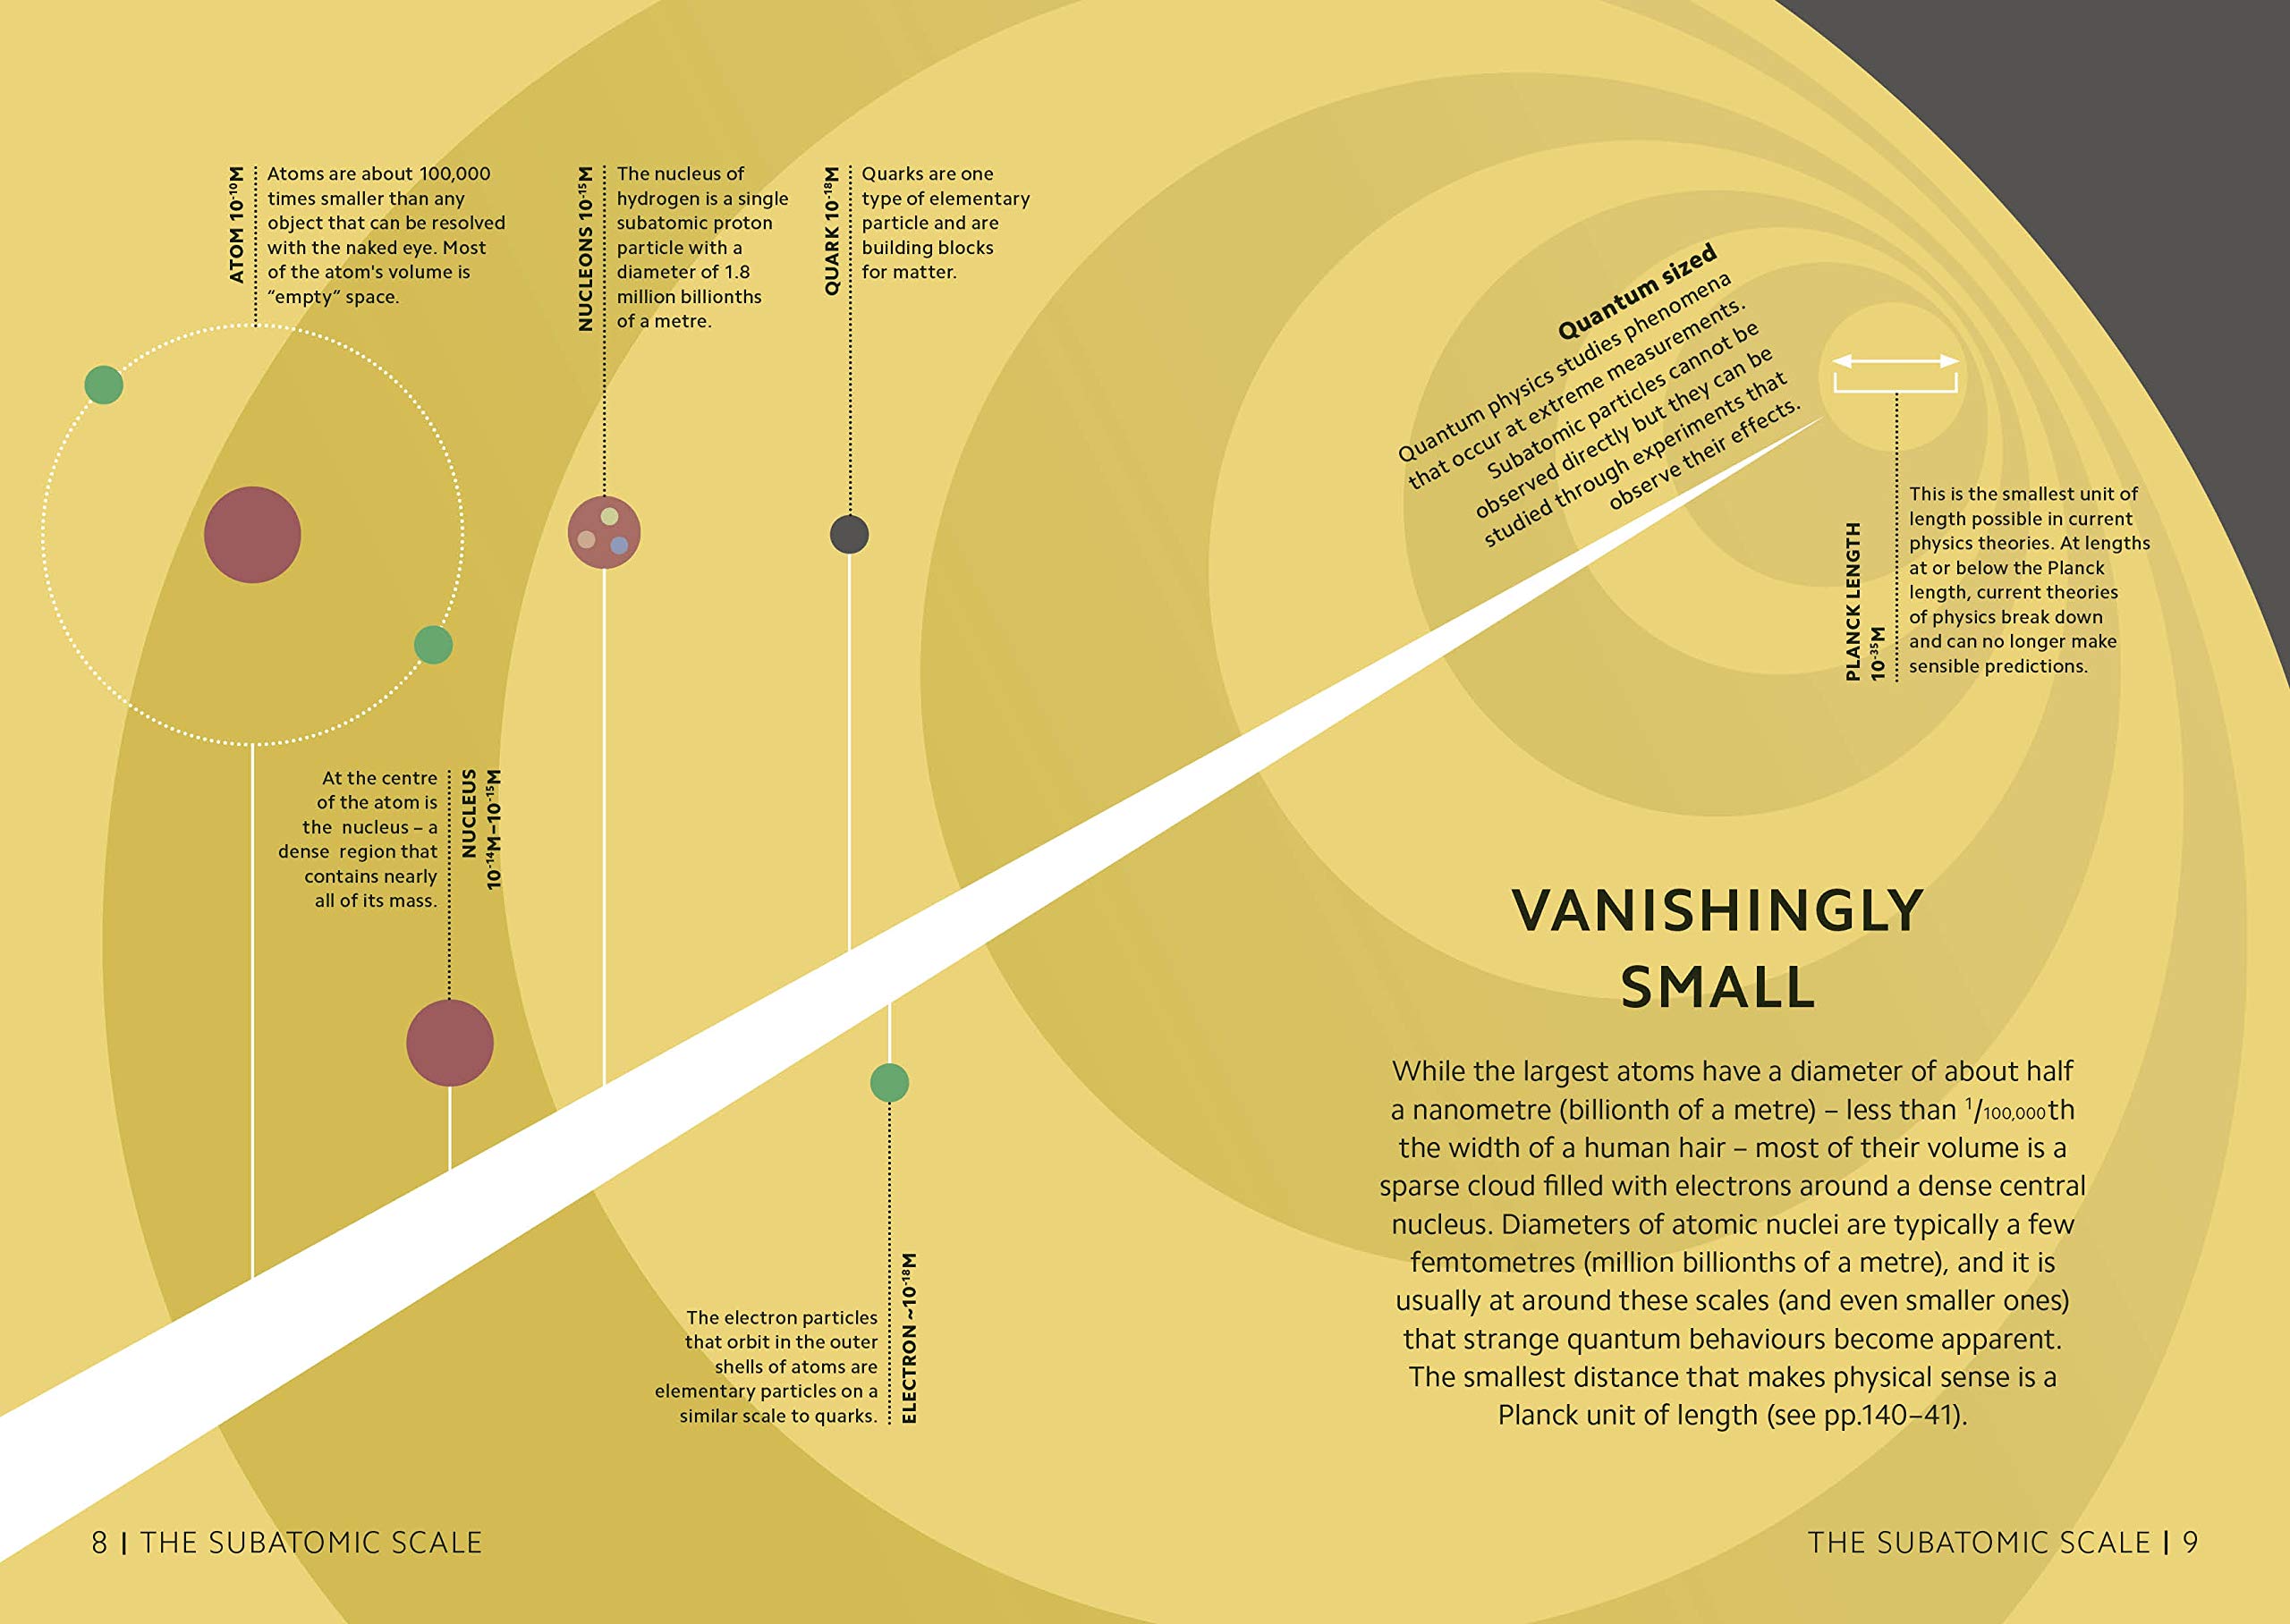 ATOM 10⁻¹⁰M
Atoms are about 100,000
times smaller than any
object that can be resolved
with the naked eye. Most
of the atom's volume is
“empty” space.
NUCLEONS 10⁻¹⁵M
The nucleus of
hydrogen is a single
subatomic proton
particle with a
diameter of 1.8
million billionths
of a metre.
QUARK 10⁻¹⁸M
Quarks are one
type of elementary
particle and are
building blocks
for matter.
At the centre
of the atom is
the nucleus – a
dense region that
contains nearly
all of its mass.
NUCLEUS
10⁻¹⁴M–10⁻¹⁵M
The electron particles
that orbit in the outer
shells of atoms are
elementary particles on a
similar scale to quarks.
ELECTRON ~10⁻¹⁸M
Quantum sized
Quantum physics studies phenomena
that occur at extreme measurements.
Subatomic particles cannot be
observed directly but they can be
studied through experiments that
observe their effects.
PLANCK LENGTH
10⁻³⁵M
This is the smallest unit of
length possible in current
physics theories. At lengths
at or below the Planck
length, current theories
of physics break down
and can no longer make
sensible predictions.
VANISHINGLY
SMALL
While the largest atoms have a diameter of about half
a nanometre (billionth of a metre) – less than ¹/100,000th
the width of a human hair – most of their volume is a
sparse cloud filled with electrons around a dense central
nucleus. Diameters of atomic nuclei are typically a few
femtometres (million billionths of a metre), and it is
usually at around these scales (and even smaller ones)
that strange quantum behaviours become apparent.
The smallest distance that makes physical sense is a
Planck unit of length (see pp.140–41).
8 | THE SUBATOMIC SCALE
THE SUBATOMIC SCALE | 9